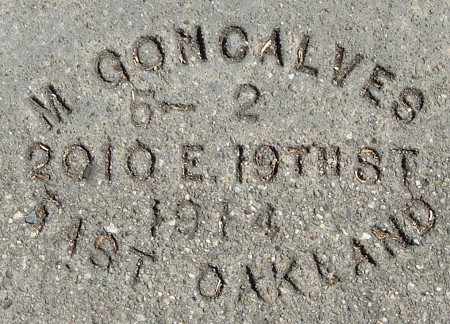 M GONCALVES
5-2
2010 E. 19TH ST.
1914
EAST OAKLAND